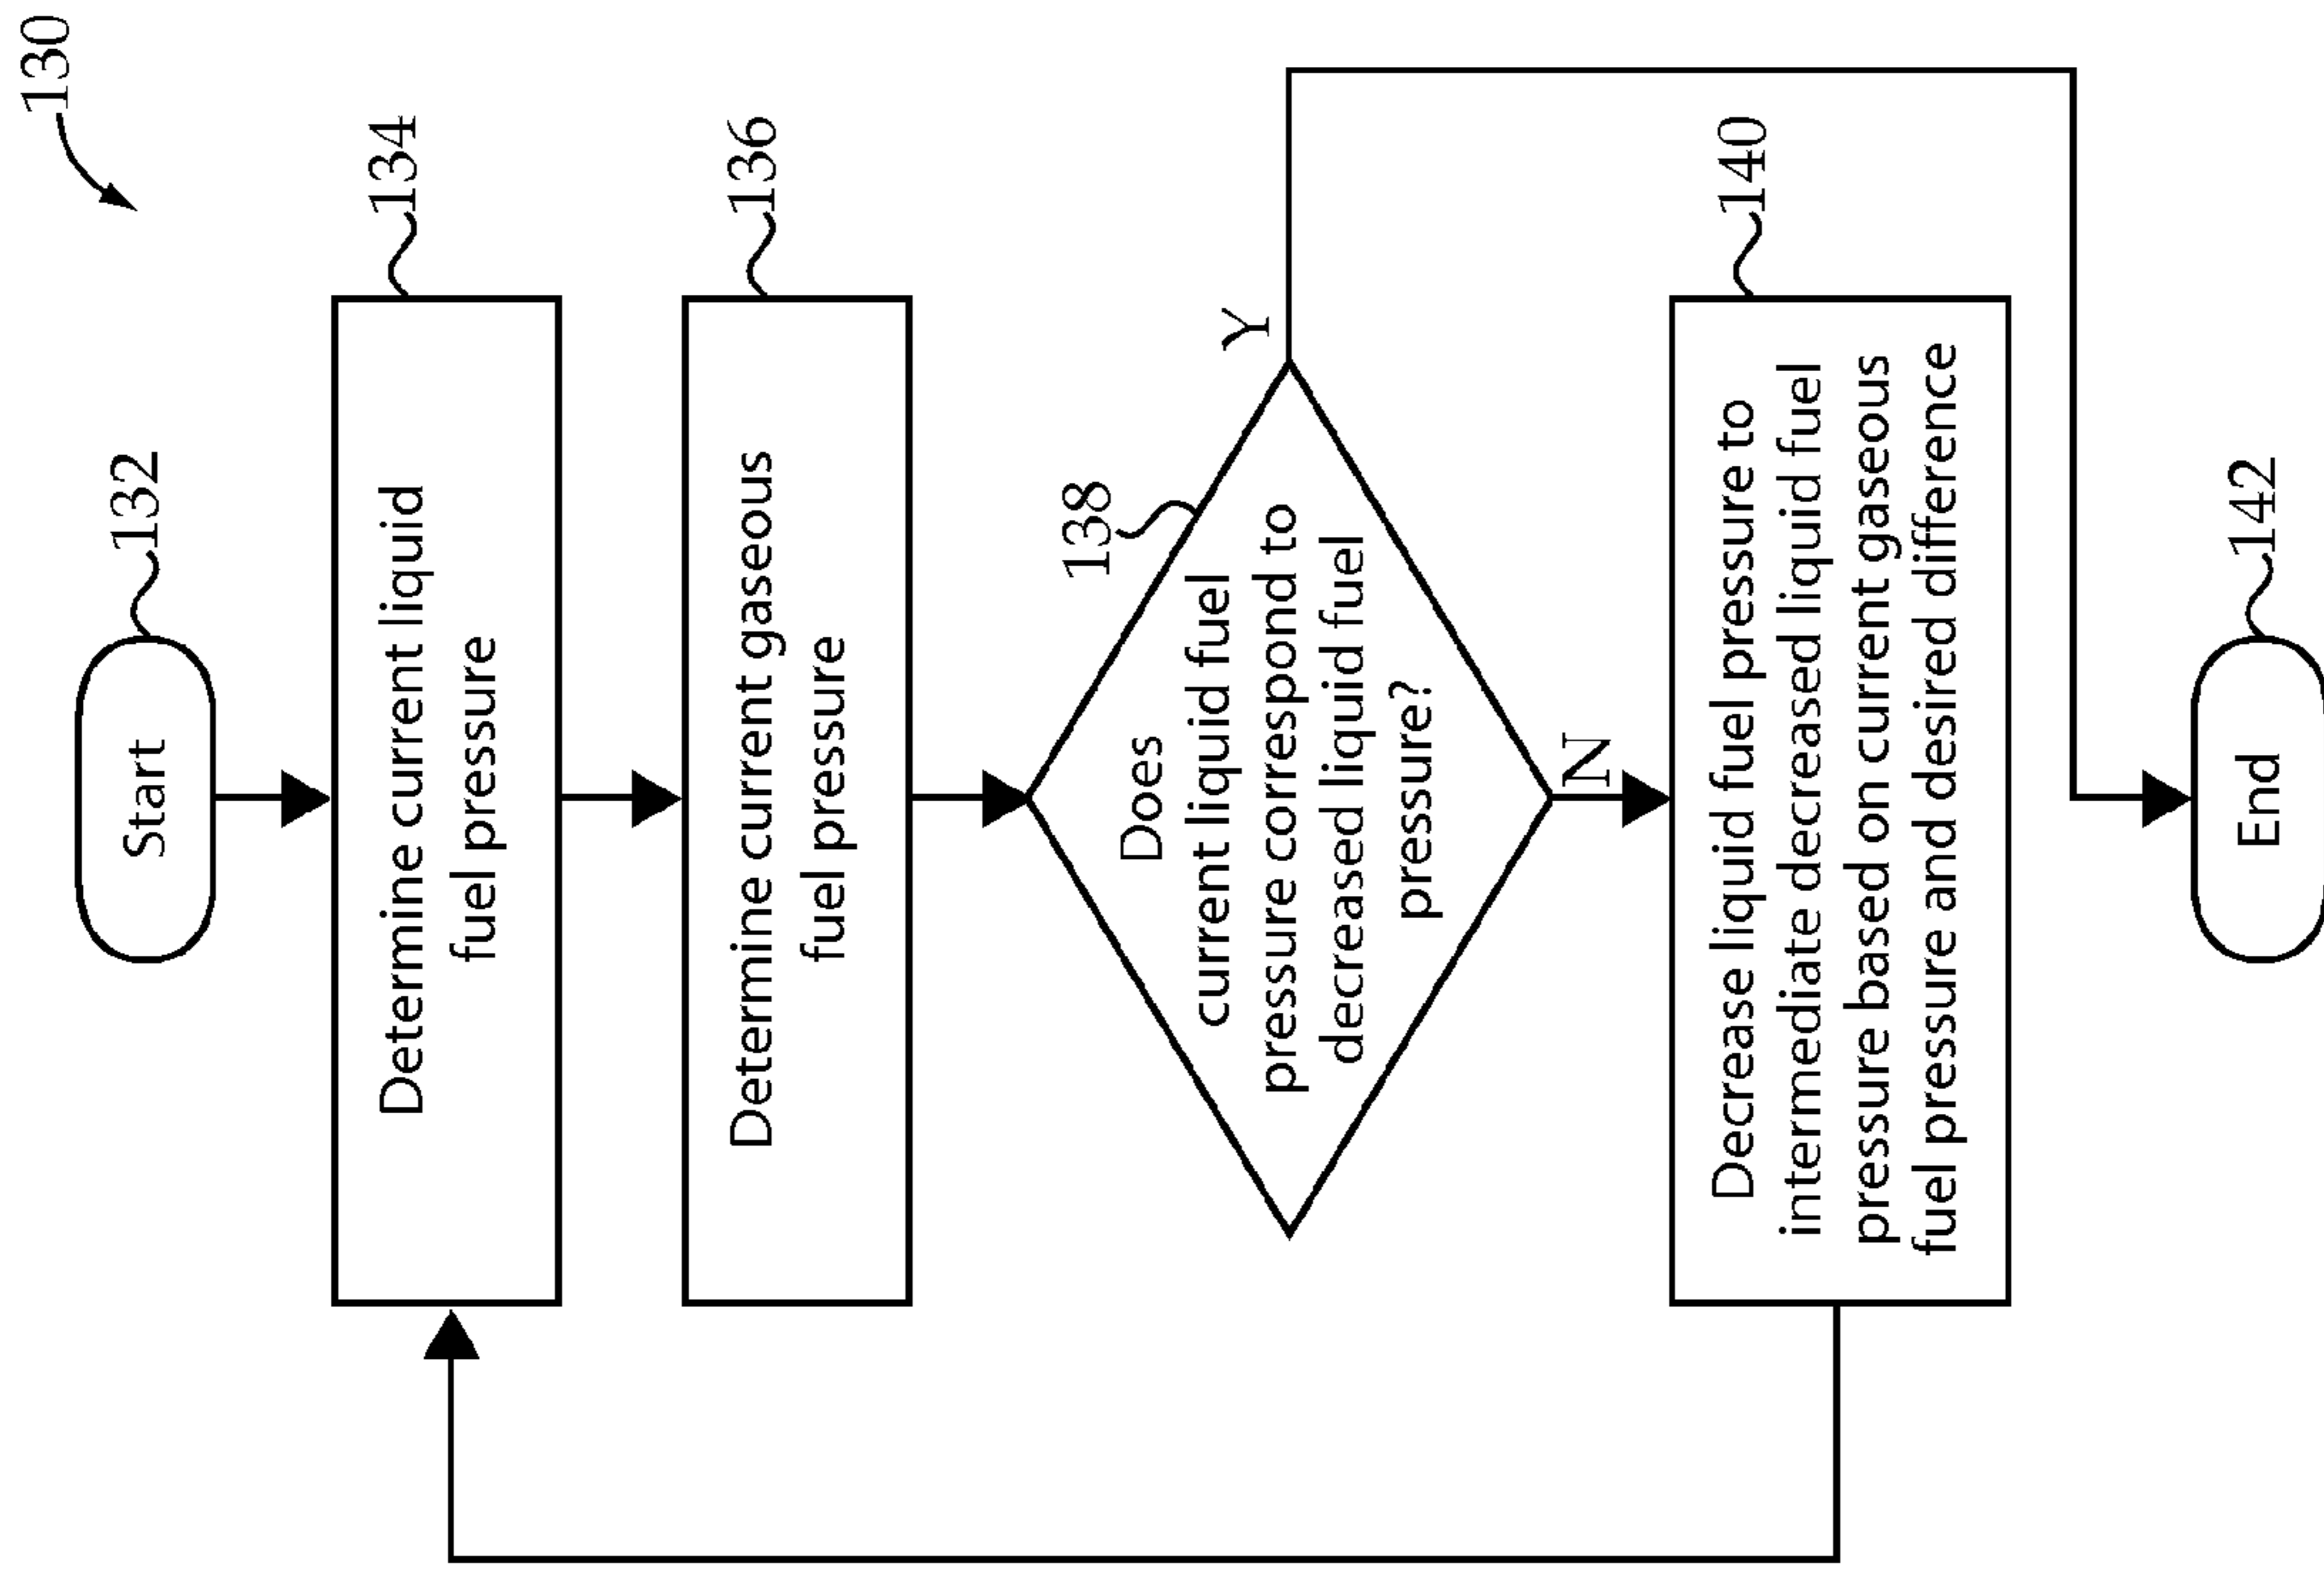 130
Start
132
Determine current liquid
fuel pressure
134
Determine current gaseous
fuel pressure
136
138
Does
current liquid fuel
pressure correspond to
decreased liquid fuel
pressure?
Y
N
Decrease liquid fuel pressure to
intermediate decreased liquid fuel
pressure based on current gaseous
fuel pressure and desired difference
140
End
142